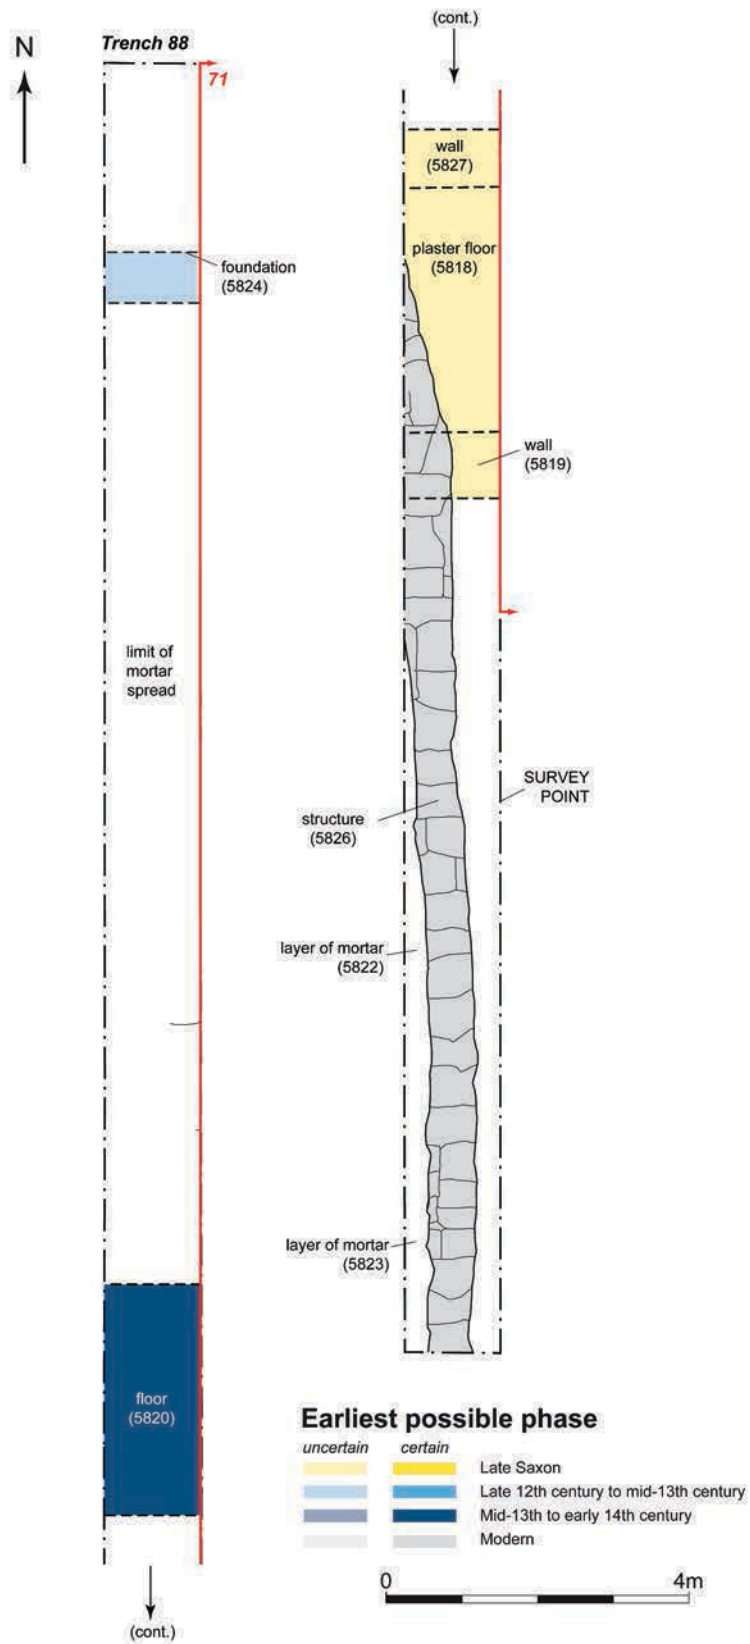 N
Trench 88
71
foundation
(5824)
limit of
mortar
spread
floor
(5820)
(cont.)
(cont.)
wall
(5827)
plaster floor
(5818)
wall
(5819)
SURVEY
POINT
structure
(5826)
layer of mortar
(5822)
layer of mortar
(5823)
Earliest possible phase
uncertain certain
Late Saxon
Late 12th century to mid-13th century
Mid-13th to early 14th century
Modern
0 4m